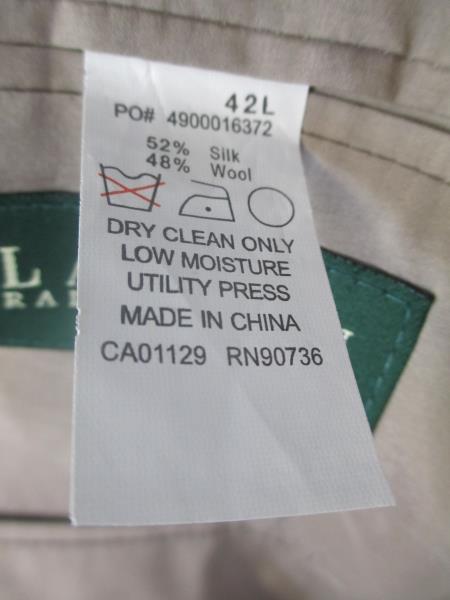 42L
PO# 4900016372
52% Silk
48% Wool
DRY CLEAN ONLY
LOW MOISTURE
UTILITY PRESS
MADE IN CHINA
CA01129 RN90736